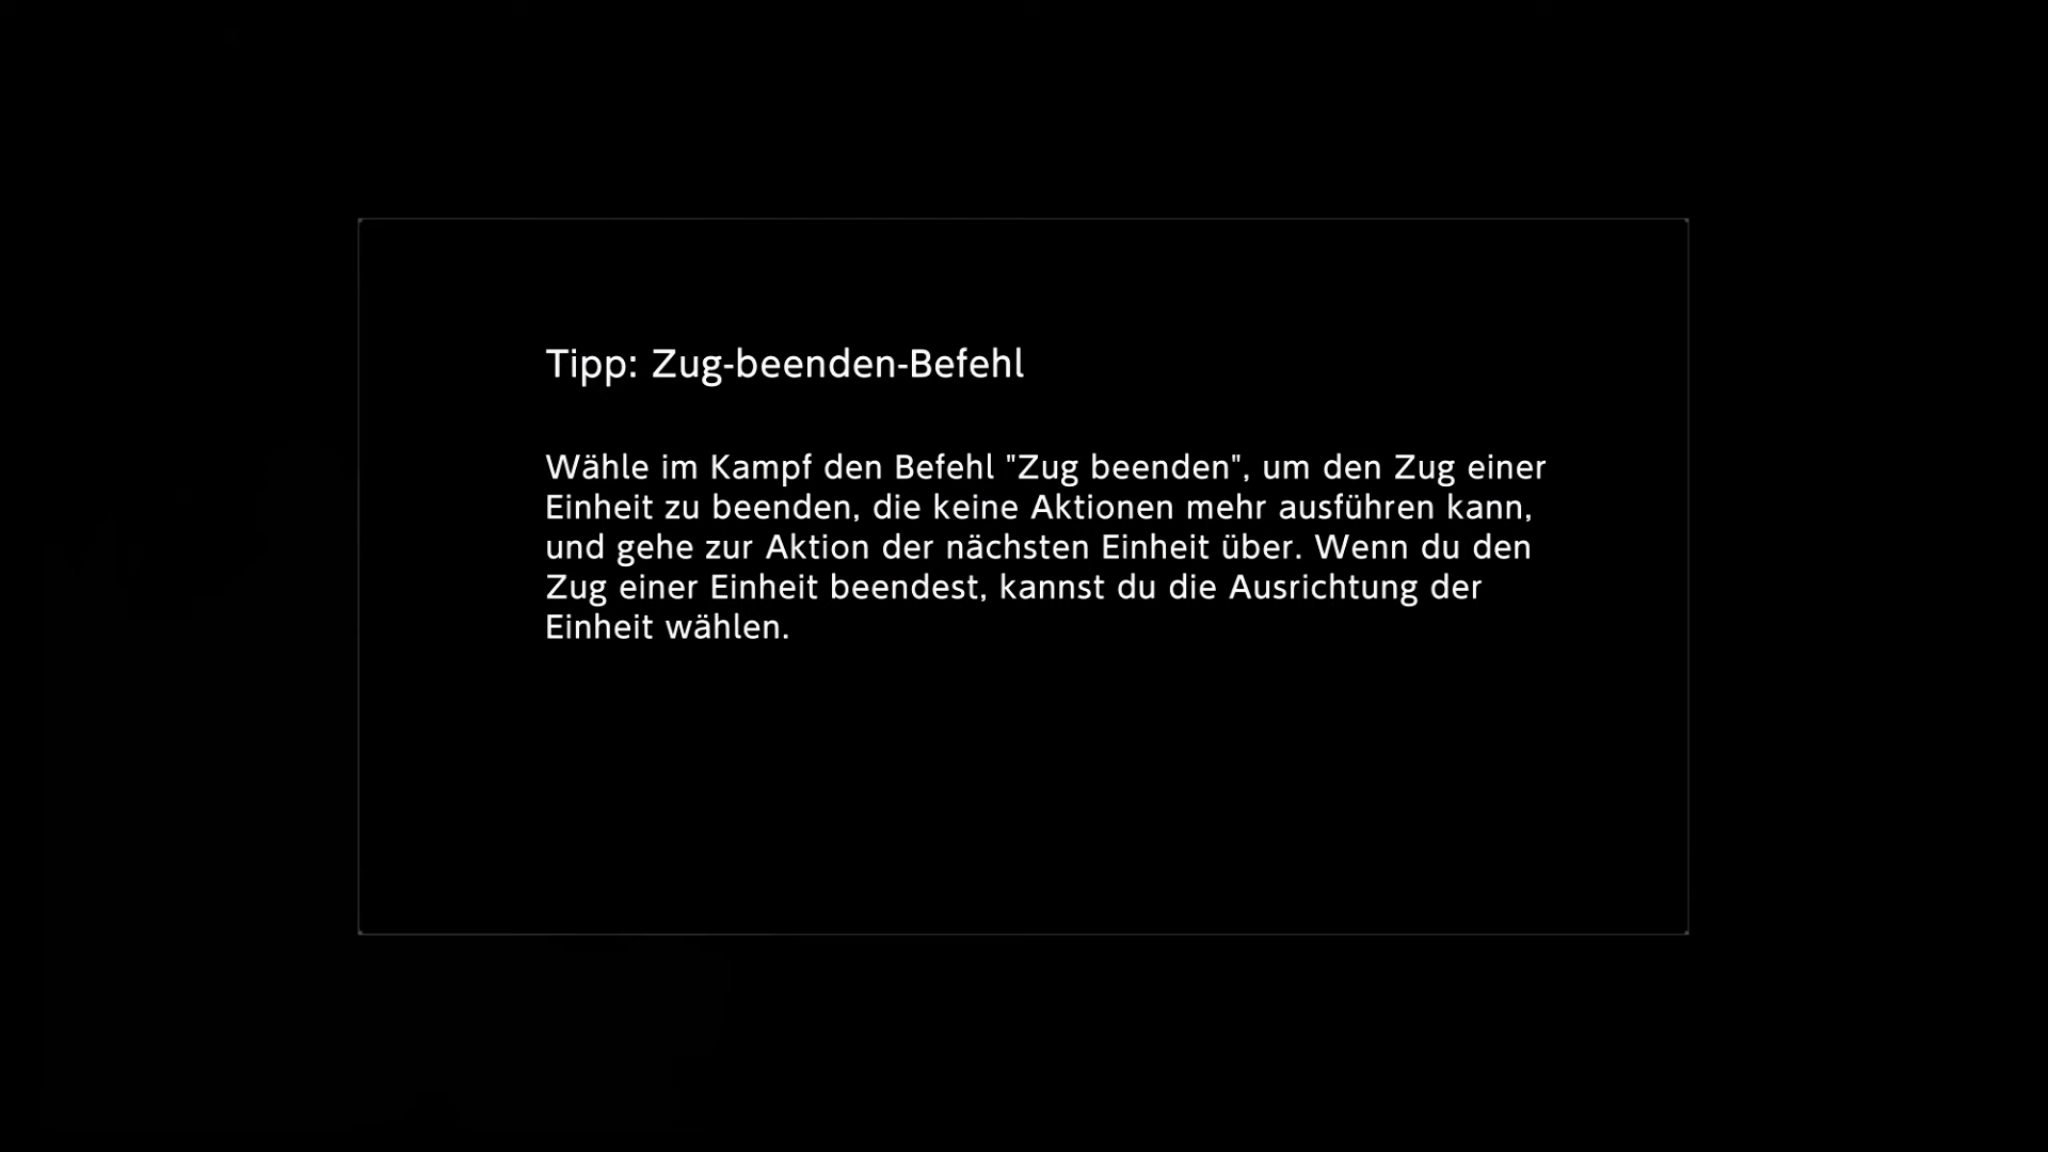 Tipp: Zug-beenden-Befehl
Wähle im Kampf den Befehl "Zug beenden", um den Zug einer
Einheit zu beenden, die keine Aktionen mehr ausführen kann,
und gehe zur Aktion der nächsten Einheit über. Wenn du den
Zug einer Einheit beendest, kannst du die Ausrichtung der
Einheit wählen.